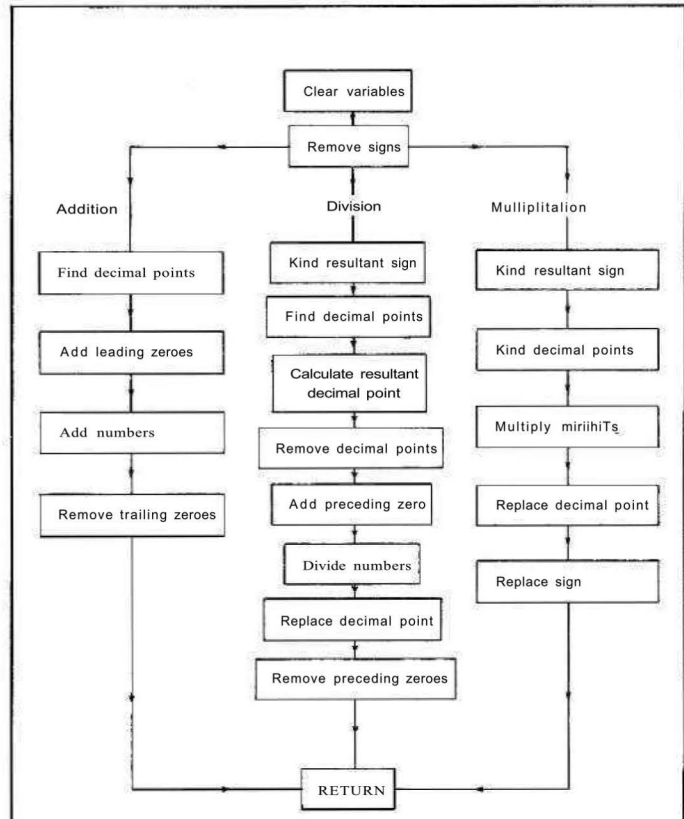 Clear variables
Remove signs
Addition
Find decimal points
Add leading zeroes
Add numbers
Remove trailing zeroes
Division
Kind resultant sign
Find decimal points
Calculate resultant
decimal point
Remove decimal points
Add preceding zero
Divide numbers
Replace decimal point
Remove preceding zeroes
Mulliplitalion
Kind resultant sign
Kind decimal points
Multiply miriihiTs
Replace decimal point
Replace sign
RETURN